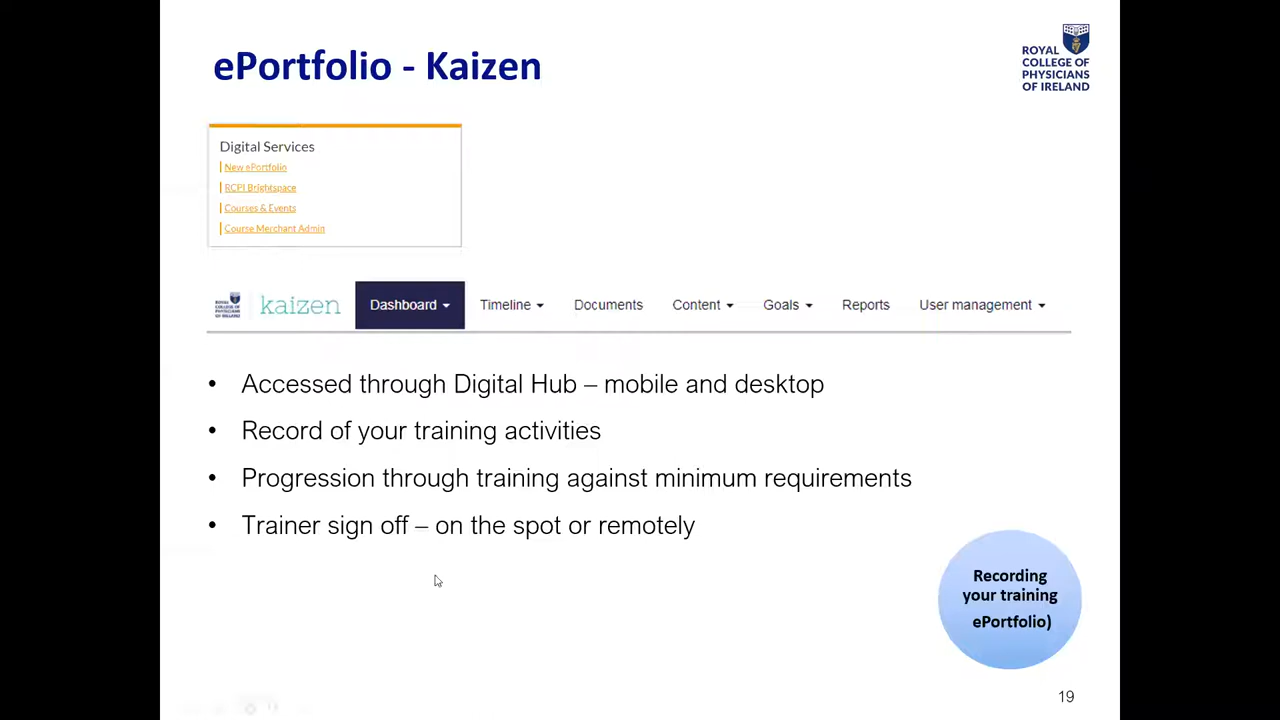 ePortfolio - Kaizen
ROYAL
COLLEGE OF
PHYSICIANS
OF IRELAND
Digital Services
New ePortfolio
RCPI Brightspace
Courses & Events
Course Merchant Admin
kaizen Dashboard Timeline Documents Content Goals Reports User management
• Accessed through Digital Hub – mobile and desktop
• Record of your training activities
• Progression through training against minimum requirements
• Trainer sign off – on the spot or remotely
Recording
your training
ePortfolio)
19